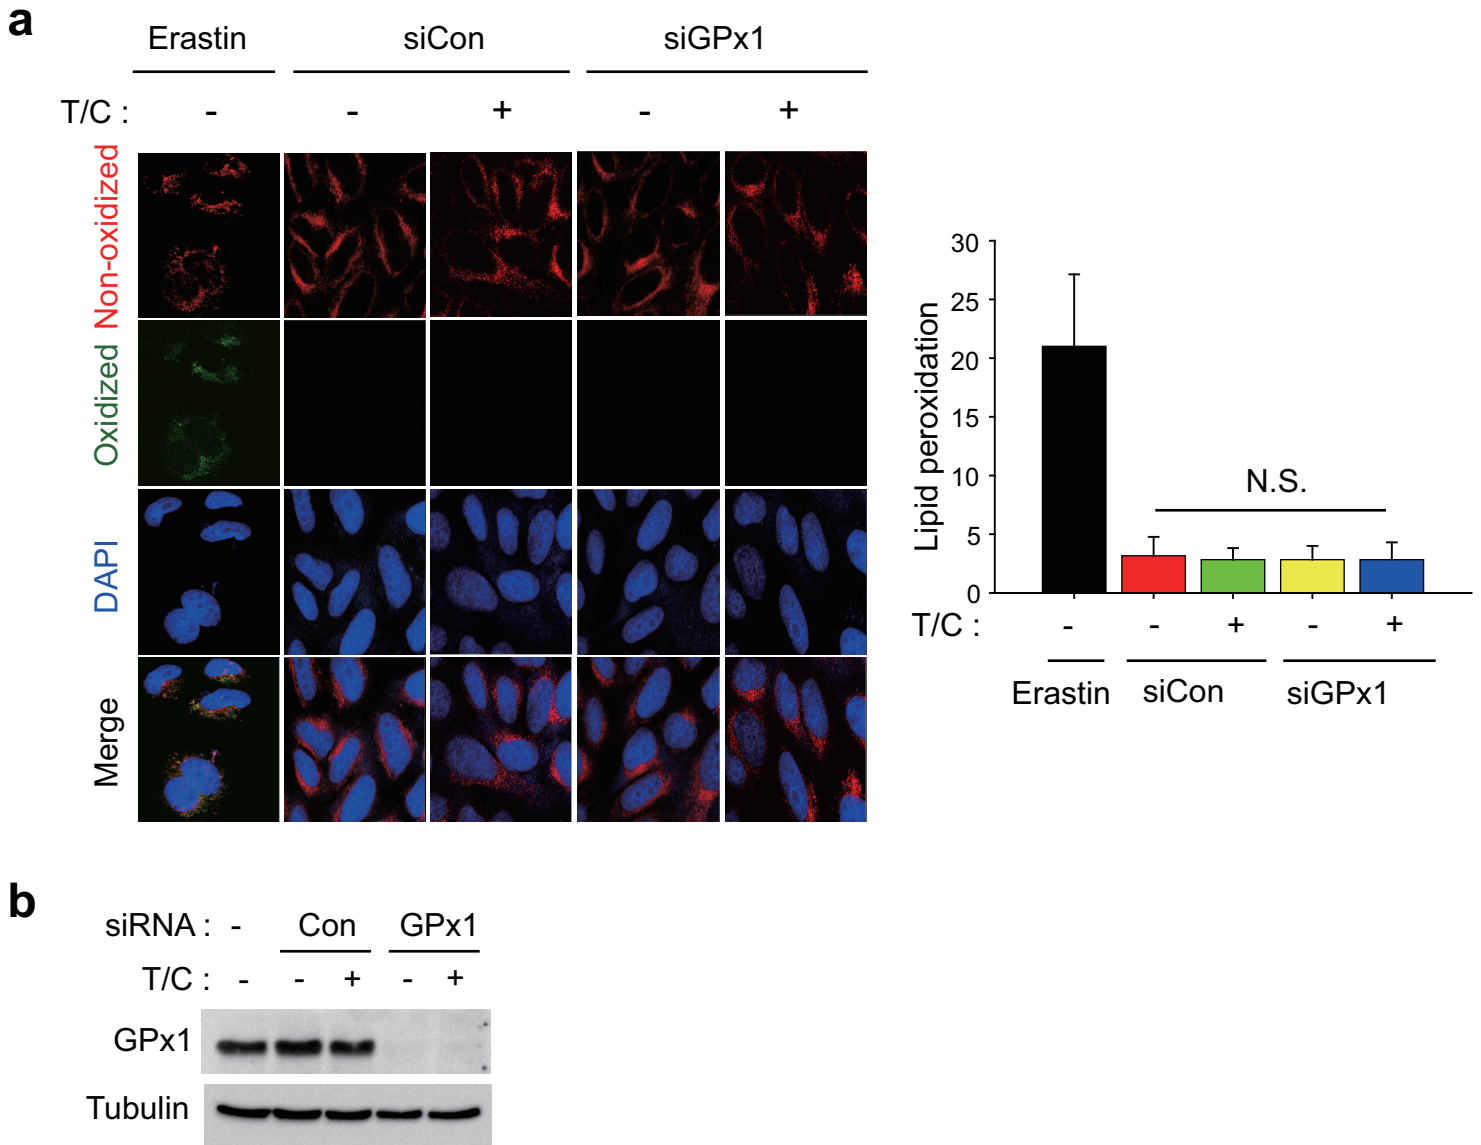 a
Erastin siCon siGPx1
T/C : - - + - +
Non-oxidized
Oxidized
DAPI
Merge
Lipid peroxidation
30
25
20
15
10
5
0
N.S.
T/C : - - + - +
Erastin siCon siGPx1
b
siRNA : - Con GPx1
T/C : - - + - +
GPx1
Tubulin